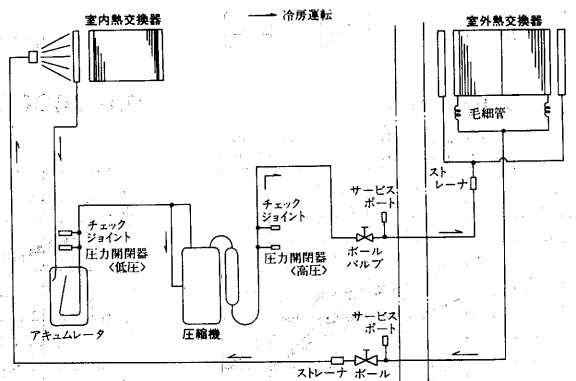 室内熱交換器
冷房運転
室外熱交換器
毛細管
スト
レーナ
サービス
ポート
チェック
ジョイント
圧力開閉器
〈低圧〉
チェック
ジョイント
圧力開閉器
〈高圧〉
ボール
バルブ
アキュムレータ
圧縮機
サービス
ポート
ストレーナ
ボール